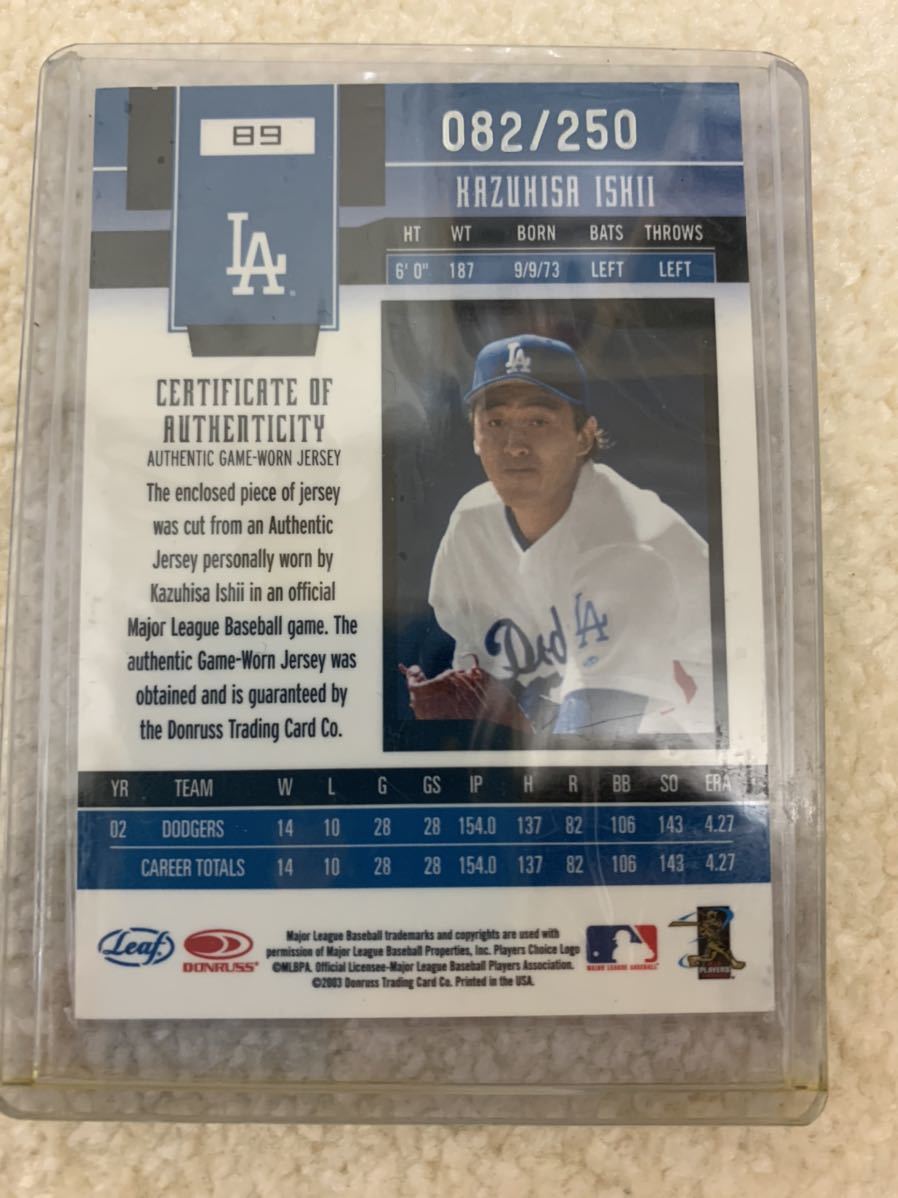 89
LA
082/250
KAZUHISA ISHII
HT WT BORN BATS THROWS
6' 0" 187 9/9/73 LEFT LEFT
LA
Dod LA
CERTIFICATE OF
AUTHENTICITY
AUTHENTIC GAME-WORN JERSEY
The enclosed piece of jersey
was cut from an Authentic
Jersey personally worn by
Kazuhisa Ishii in an official
Major League Baseball game. The
authentic Game-Worn Jersey was
obtained and is guaranteed by
the Donruss Trading Card Co.
YR TEAM W L G GS IP H R BB SO ERA
02 DODGERS 14 10 28 28 154.0 137 82 106 143 4.27
CAREER TOTALS 14 10 28 28 154.0 137 82 106 143 4.27
Leaf
DONRUSS
Major League Baseball trademarks and copyrights are used with
permission of Major League Baseball Properties, Inc. Players Choice Logo
©MLBPA. Official Licensee-Major League Baseball Players Association.
©2003 Donruss Trading Card Co. Printed in the USA.
MAJOR LEAGUE BASEBALL
PLAYERS